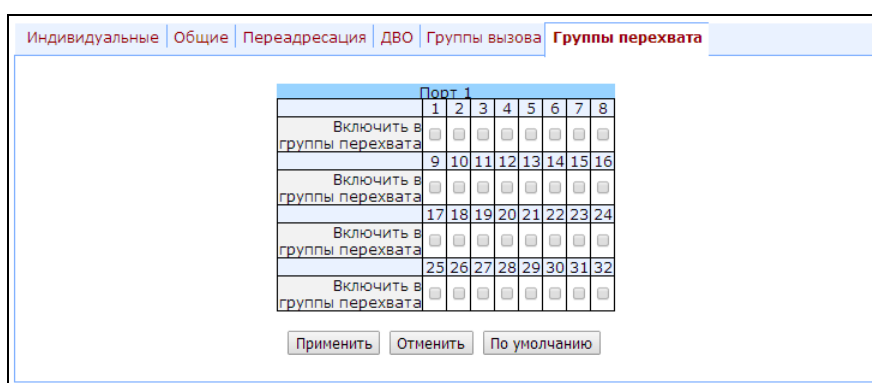 Индивидуальные Общие Переадресация ДВО Группы вызова Группы перехвата
Порт 1
1 2 3 4 5 6 7 8
Включить в
группы перехвата
9 10 11 12 13 14 15 16
Включить в
группы перехвата
17 18 19 20 21 22 23 24
Включить в
группы перехвата
25 26 27 28 29 30 31 32
Включить в
группы перехвата
Применить Отменить По умолчанию